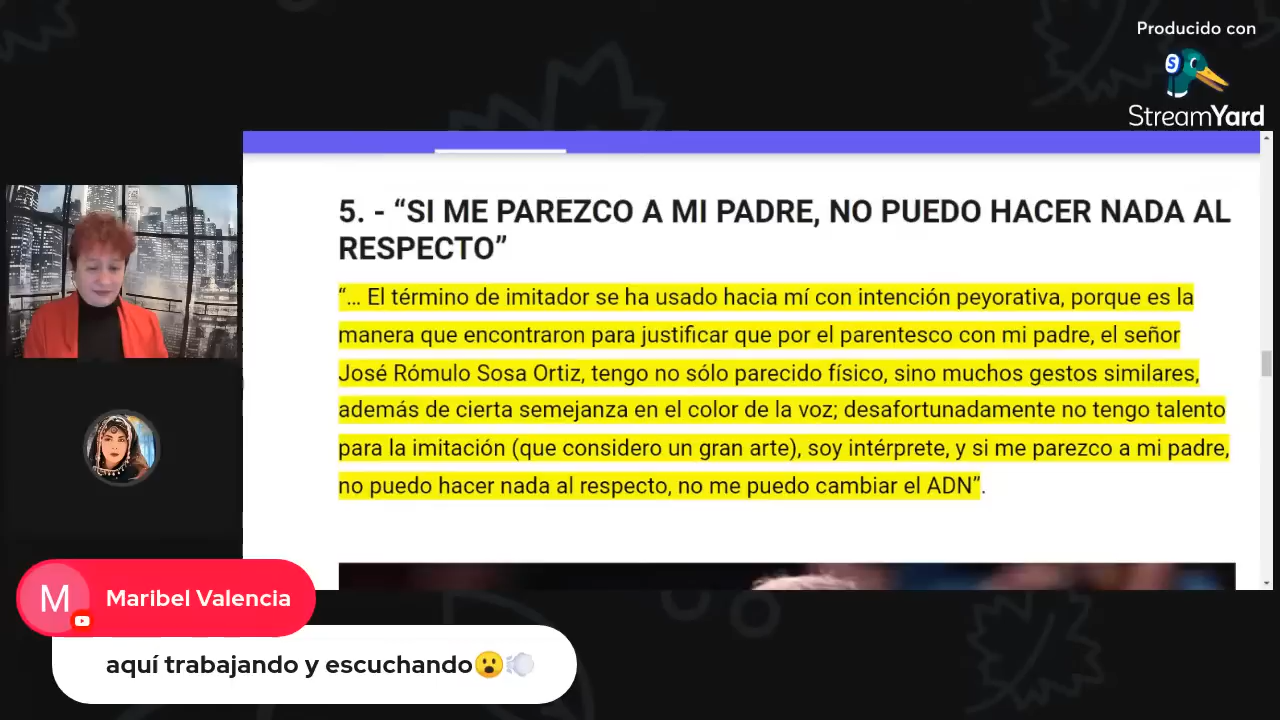 Producido con
S
StreamYard
5. - “SI ME PAREZCO A MI PADRE, NO PUEDO HACER NADA AL
RESPECTO”
“... El término de imitador se ha usado hacia mí con intención peyorativa, porque es la
manera que encontraron para justificar que por el parentesco con mi padre, el señor
José Rómulo Sosa Ortiz, tengo no sólo parecido físico, sino muchos gestos similares,
además de cierta semejanza en el color de la voz; desafortunadamente no tengo talento
para la imitación (que considero un gran arte), soy intérprete, y si me parezco a mi padre,
no puedo hacer nada al respecto, no me puedo cambiar el ADN”.
M
Maribel Valencia
aquí trabajando y escuchando😮💨